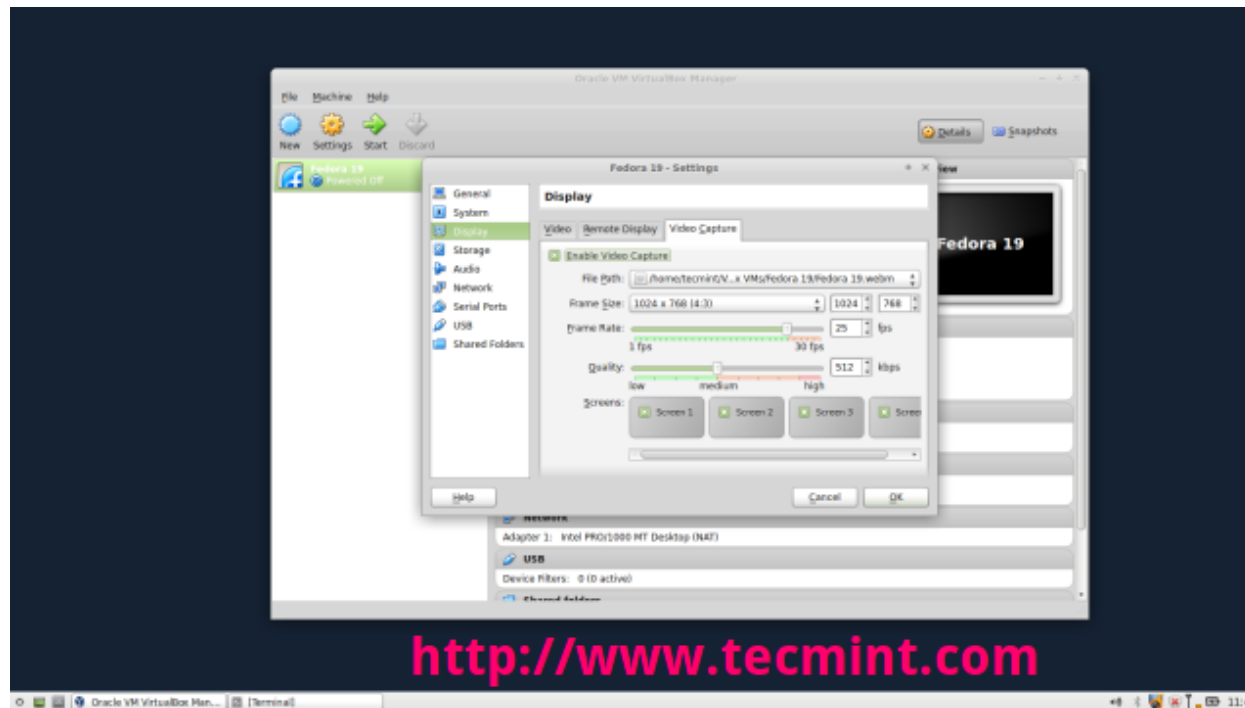 Oracle VM VirtualBox Manager
File Machine Help
New Settings Start Discard
Details Snapshots
Fedora 19
Powered Off
Fedora 19 - Settings
General
System
Display
Storage
Audio
Network
Serial Ports
USB
Shared Folders
Display
Video Remote Display Video Capture
Enable Video Capture
File Path: /home/tecmint/V...x VMs/Fedora 19/Fedora 19.webm
Frame Size: 1024 x 768 (4:3) 1024 768
Frame Rate: 25 fps
1 fps 30 fps
Quality: 512 kbps
low medium high
Screens: Screen 1 Screen 2 Screen 3 Scree
Help Cancel OK
Fedora 19
Network
Adapter 1: Intel PRO/1000 MT Desktop (NAT)
USB
Device Filters: 0 (0 active)
Shared folders
http://www.tecmint.com
Oracle VM VirtualBox Man... [Terminal]